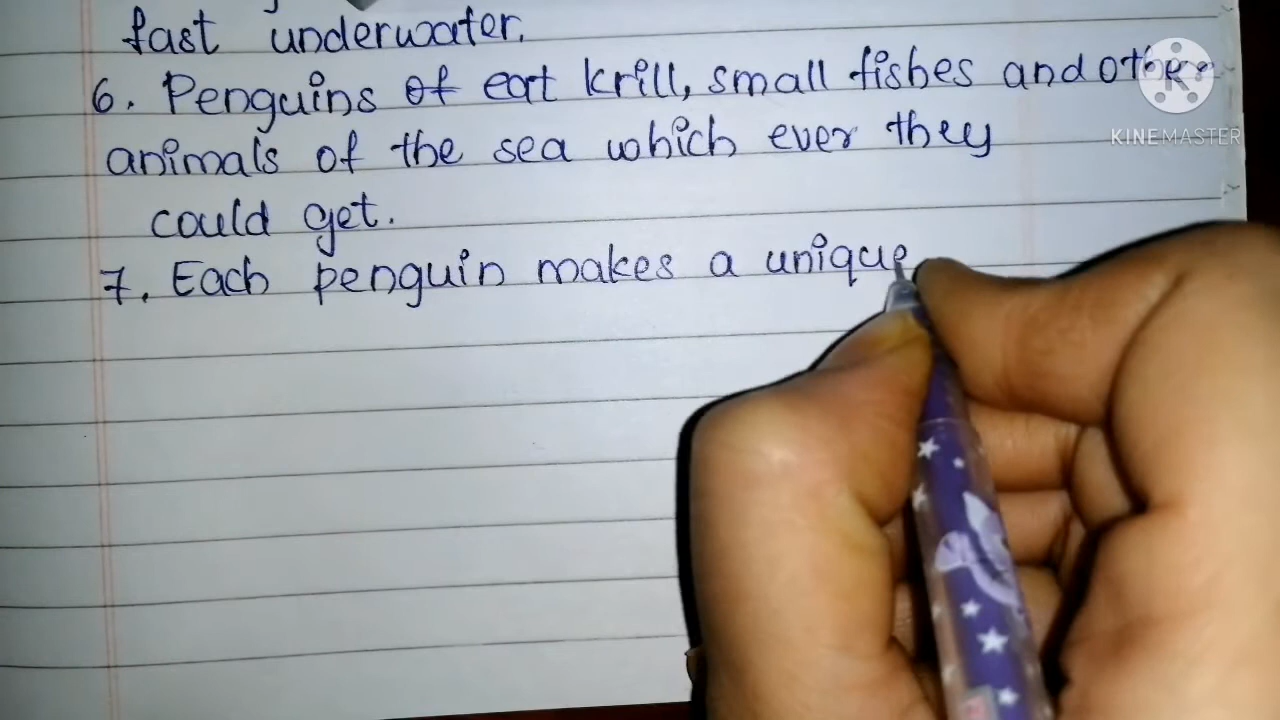 fast underwater.
6. Penguins of eat krill, small fishes and other
animals of the sea which ever they
could get.
7. Each penguin makes a unique
KINEMASTER